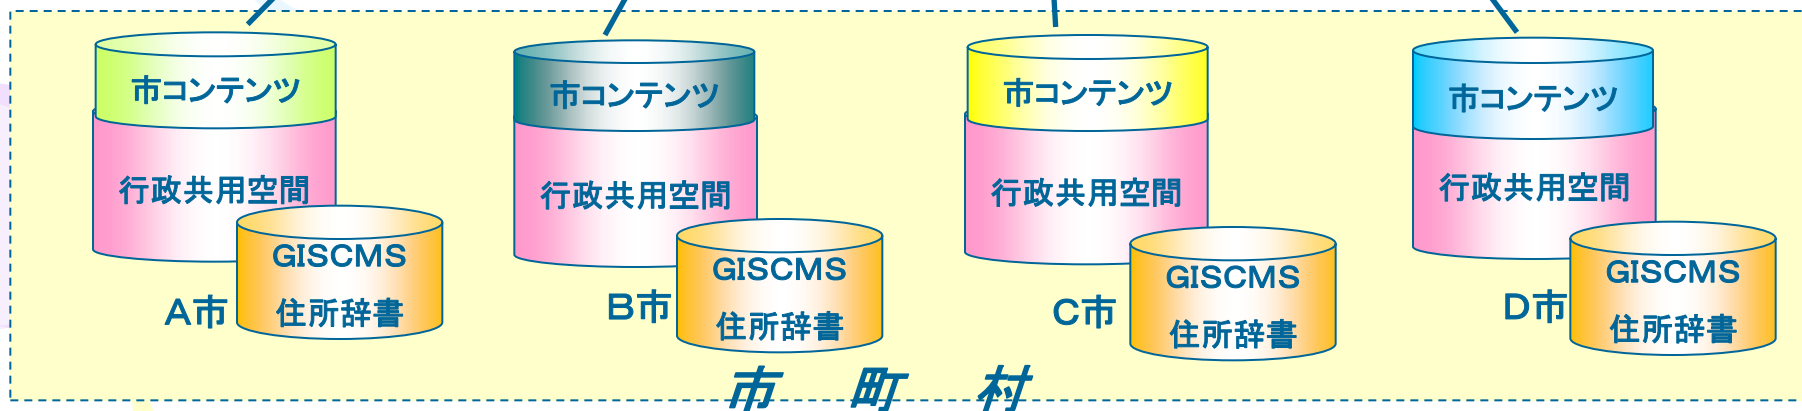 市コンテンツ
行政共用空間
GISCMS
住所辞書
A市
市コンテンツ
行政共用空間
GISCMS
住所辞書
B市
市コンテンツ
行政共用空間
GISCMS
住所辞書
C市
市コンテンツ
行政共用空間
GISCMS
住所辞書
D市
市 町 村